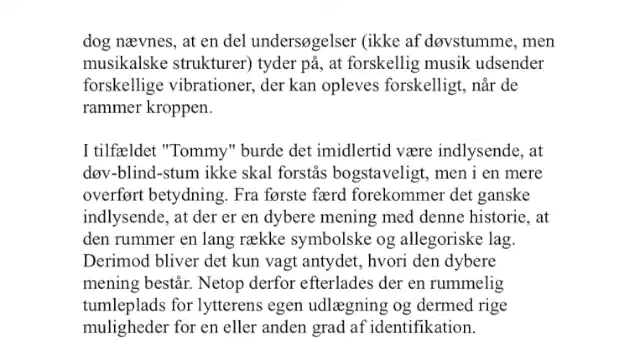 dog nævnes, at en del undersøgelser (ikke af døvstumme, men
musikalske strukturer) tyder på, at forskellig musik udsender
forskellige vibrationer, der kan opleves forskelligt, når de
rammer kroppen.
I tilfældet "Tommy" burde det imidlertid være indlysende, at
døv-blind-stum ikke skal forstås bogstaveligt, men i en mere
overført betydning. Fra første færd forekommer det ganske
indlysende, at der er en dybere mening med denne historie, at
den rummer en lang række symbolske og allegoriske lag.
Derimod bliver det kun vagt antydet, hvori den dybere
mening består. Netop derfor efterlades der en rummelig
tumleplads for lytterens egen udlægning og dermed rige
muligheder for en eller anden grad af identifikation.